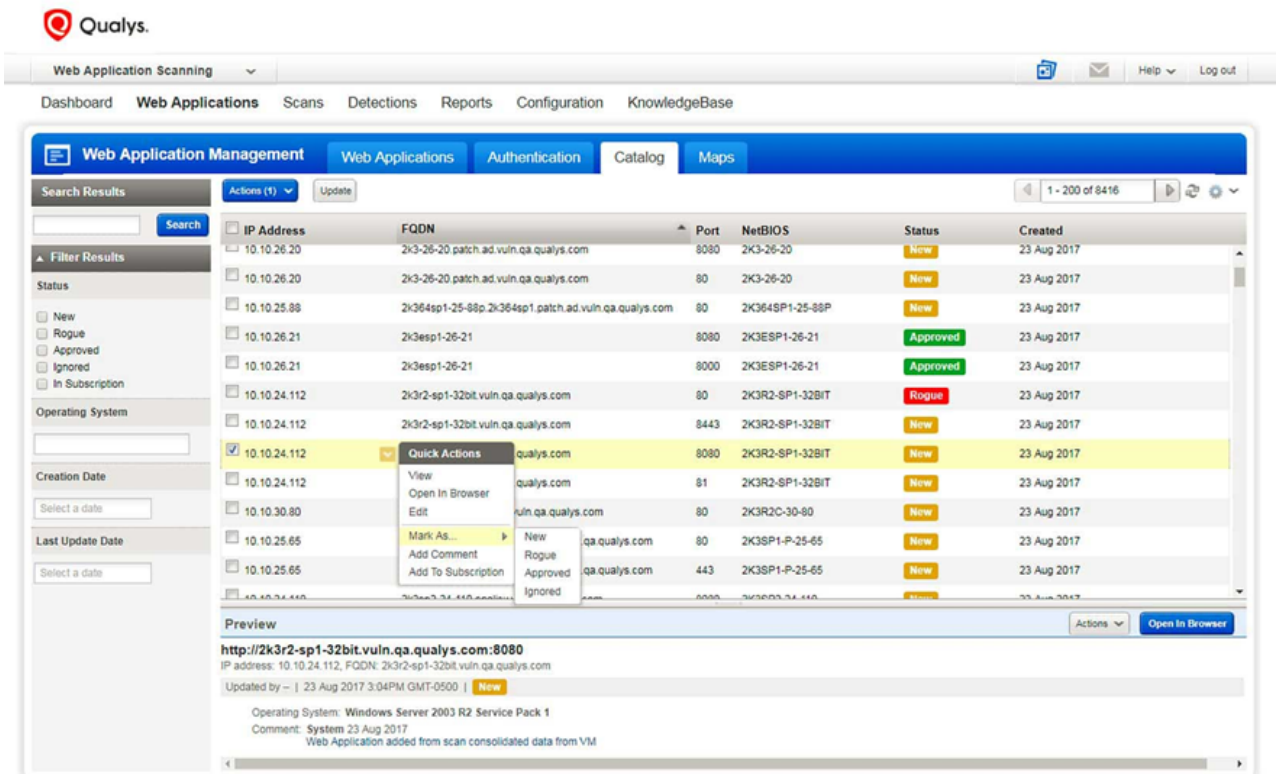 Qualys.
Web Application Scanning
Help
Log out
Dashboard Web Applications Scans Detections Reports Configuration KnowledgeBase
Web Application Management Web Applications Authentication Catalog Maps
Search Results Actions (1) Update 1 - 200 of 8416
Search
IP Address FQDN Port NetBIOS Status Created
10.10.26.20 2k3-26-20.patch.ad.vuln.qa.qualys.com 8080 2K3-26-20 New 23 Aug 2017
Filter Results
10.10.26.20 2k3-26-20.patch.ad.vuln.qa.qualys.com 80 2K3-26-20 New 23 Aug 2017
Status
10.10.25.88 2k364sp1-25-88p.2k364sp1.patch.ad.vuln.qa.qualys.com 80 2K364SP1-25-88P New 23 Aug 2017
New
Rogue
10.10.26.21 2k3esp1-26-21 8080 2K3ESP1-26-21 Approved 23 Aug 2017
Approved
Ignored
10.10.26.21 2k3esp1-26-21 8000 2K3ESP1-26-21 Approved 23 Aug 2017
In Subscription
10.10.24.112 2k3r2-sp1-32bit.vuln.qa.qualys.com 80 2K3R2-SP1-32BIT Rogue 23 Aug 2017
Operating System
10.10.24.112 2k3r2-sp1-32bit.vuln.qa.qualys.com 8443 2K3R2-SP1-32BIT New 23 Aug 2017
10.10.24.112 Quick Actions qualys.com 8080 2K3R2-SP1-32BIT New 23 Aug 2017
Creation Date
View
10.10.24.112 qualys.com 81 2K3R2-SP1-32BIT New 23 Aug 2017
Open In Browser
Select a date
10.10.30.80 Edit vuln.qa.qualys.com 80 2K3R2C-30-80 New 23 Aug 2017
Last Update Date
Mark As... New
10.10.25.65 qa.qualys.com 80 2K3SP1-P-25-65 New 23 Aug 2017
Add Comment Rogue
Select a date
10.10.25.65 Add To Subscription Approved .qa.qualys.com 443 2K3SP1-P-25-65 New 23 Aug 2017
Ignored
Preview Actions Open In Browser
http://2k3r2-sp1-32bit.vuln.qa.qualys.com:8080
IP address: 10.10.24.112, FQDN: 2k3r2-sp1-32bit.vuln.qa.qualys.com
Updated by – | 23 Aug 2017 3:04PM GMT-0500 | New
Operating System: Windows Server 2003 R2 Service Pack 1
Comment: System 23 Aug 2017
Web Application added from scan consolidated data from VM